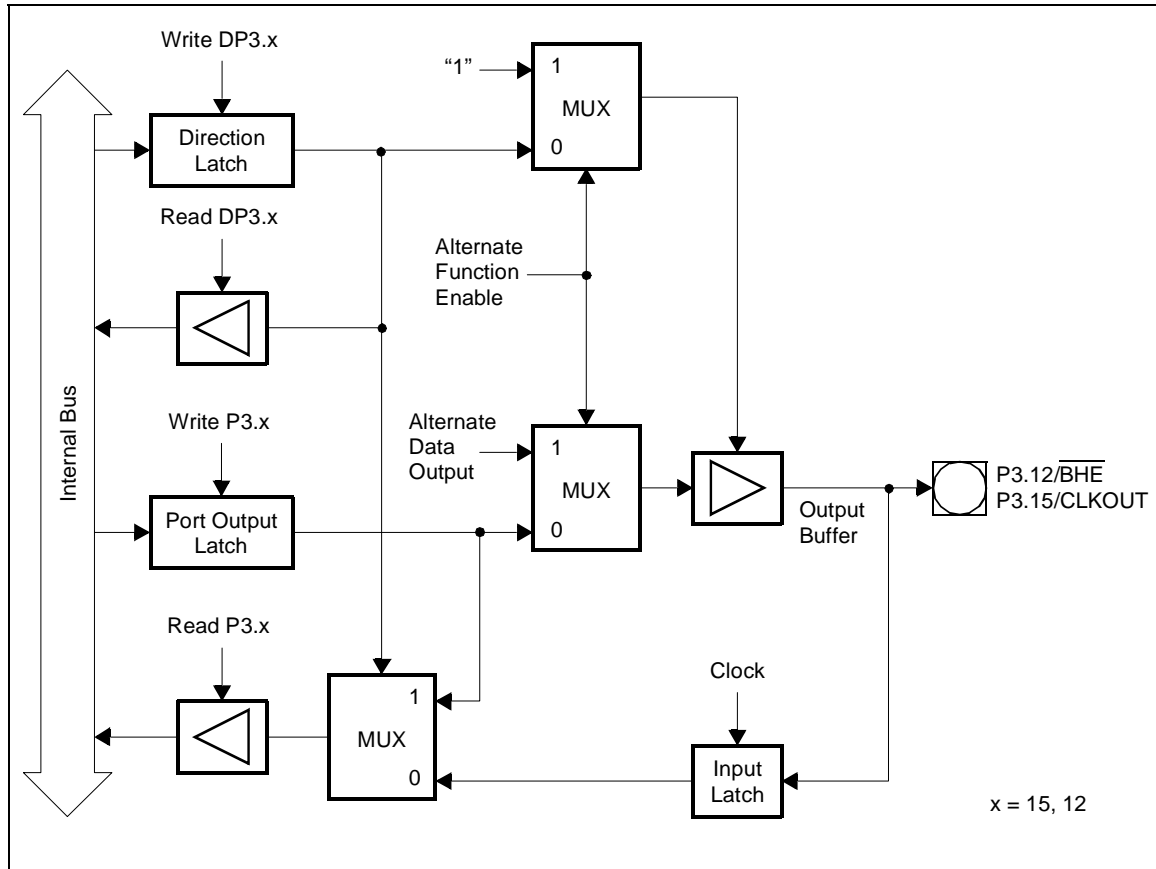 Write DP3.x
“1”
1
MUX
0
Direction
Latch
Read DP3.x
Alternate
Function
Enable
Internal Bus
Write P3.x
Alternate
Data
Output
1
MUX
0
Port Output
Latch
Output
Buffer
P3.12/BHE
P3.15/CLKOUT
Read P3.x
1
MUX
0
Clock
Input
Latch
x = 15, 12